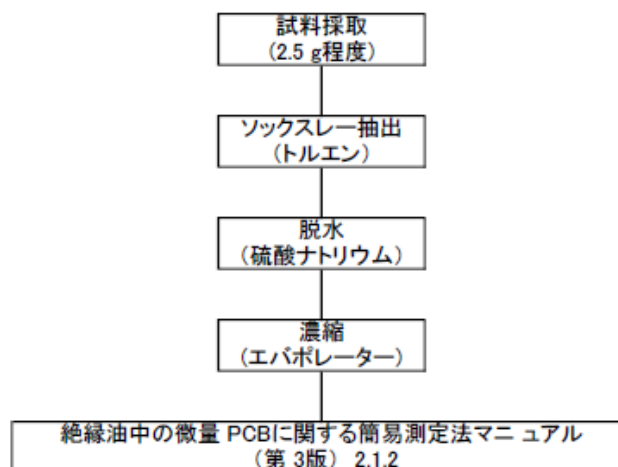 試料採取
(2.5 g程度)
ソックスレー抽出
(トルエン)
脱水
(硫酸ナトリウム)
濃縮
(エバポレーター)
絶縁油中の微量 PCBに関する簡易測定法マニュアル
(第 3版) 2.1.2